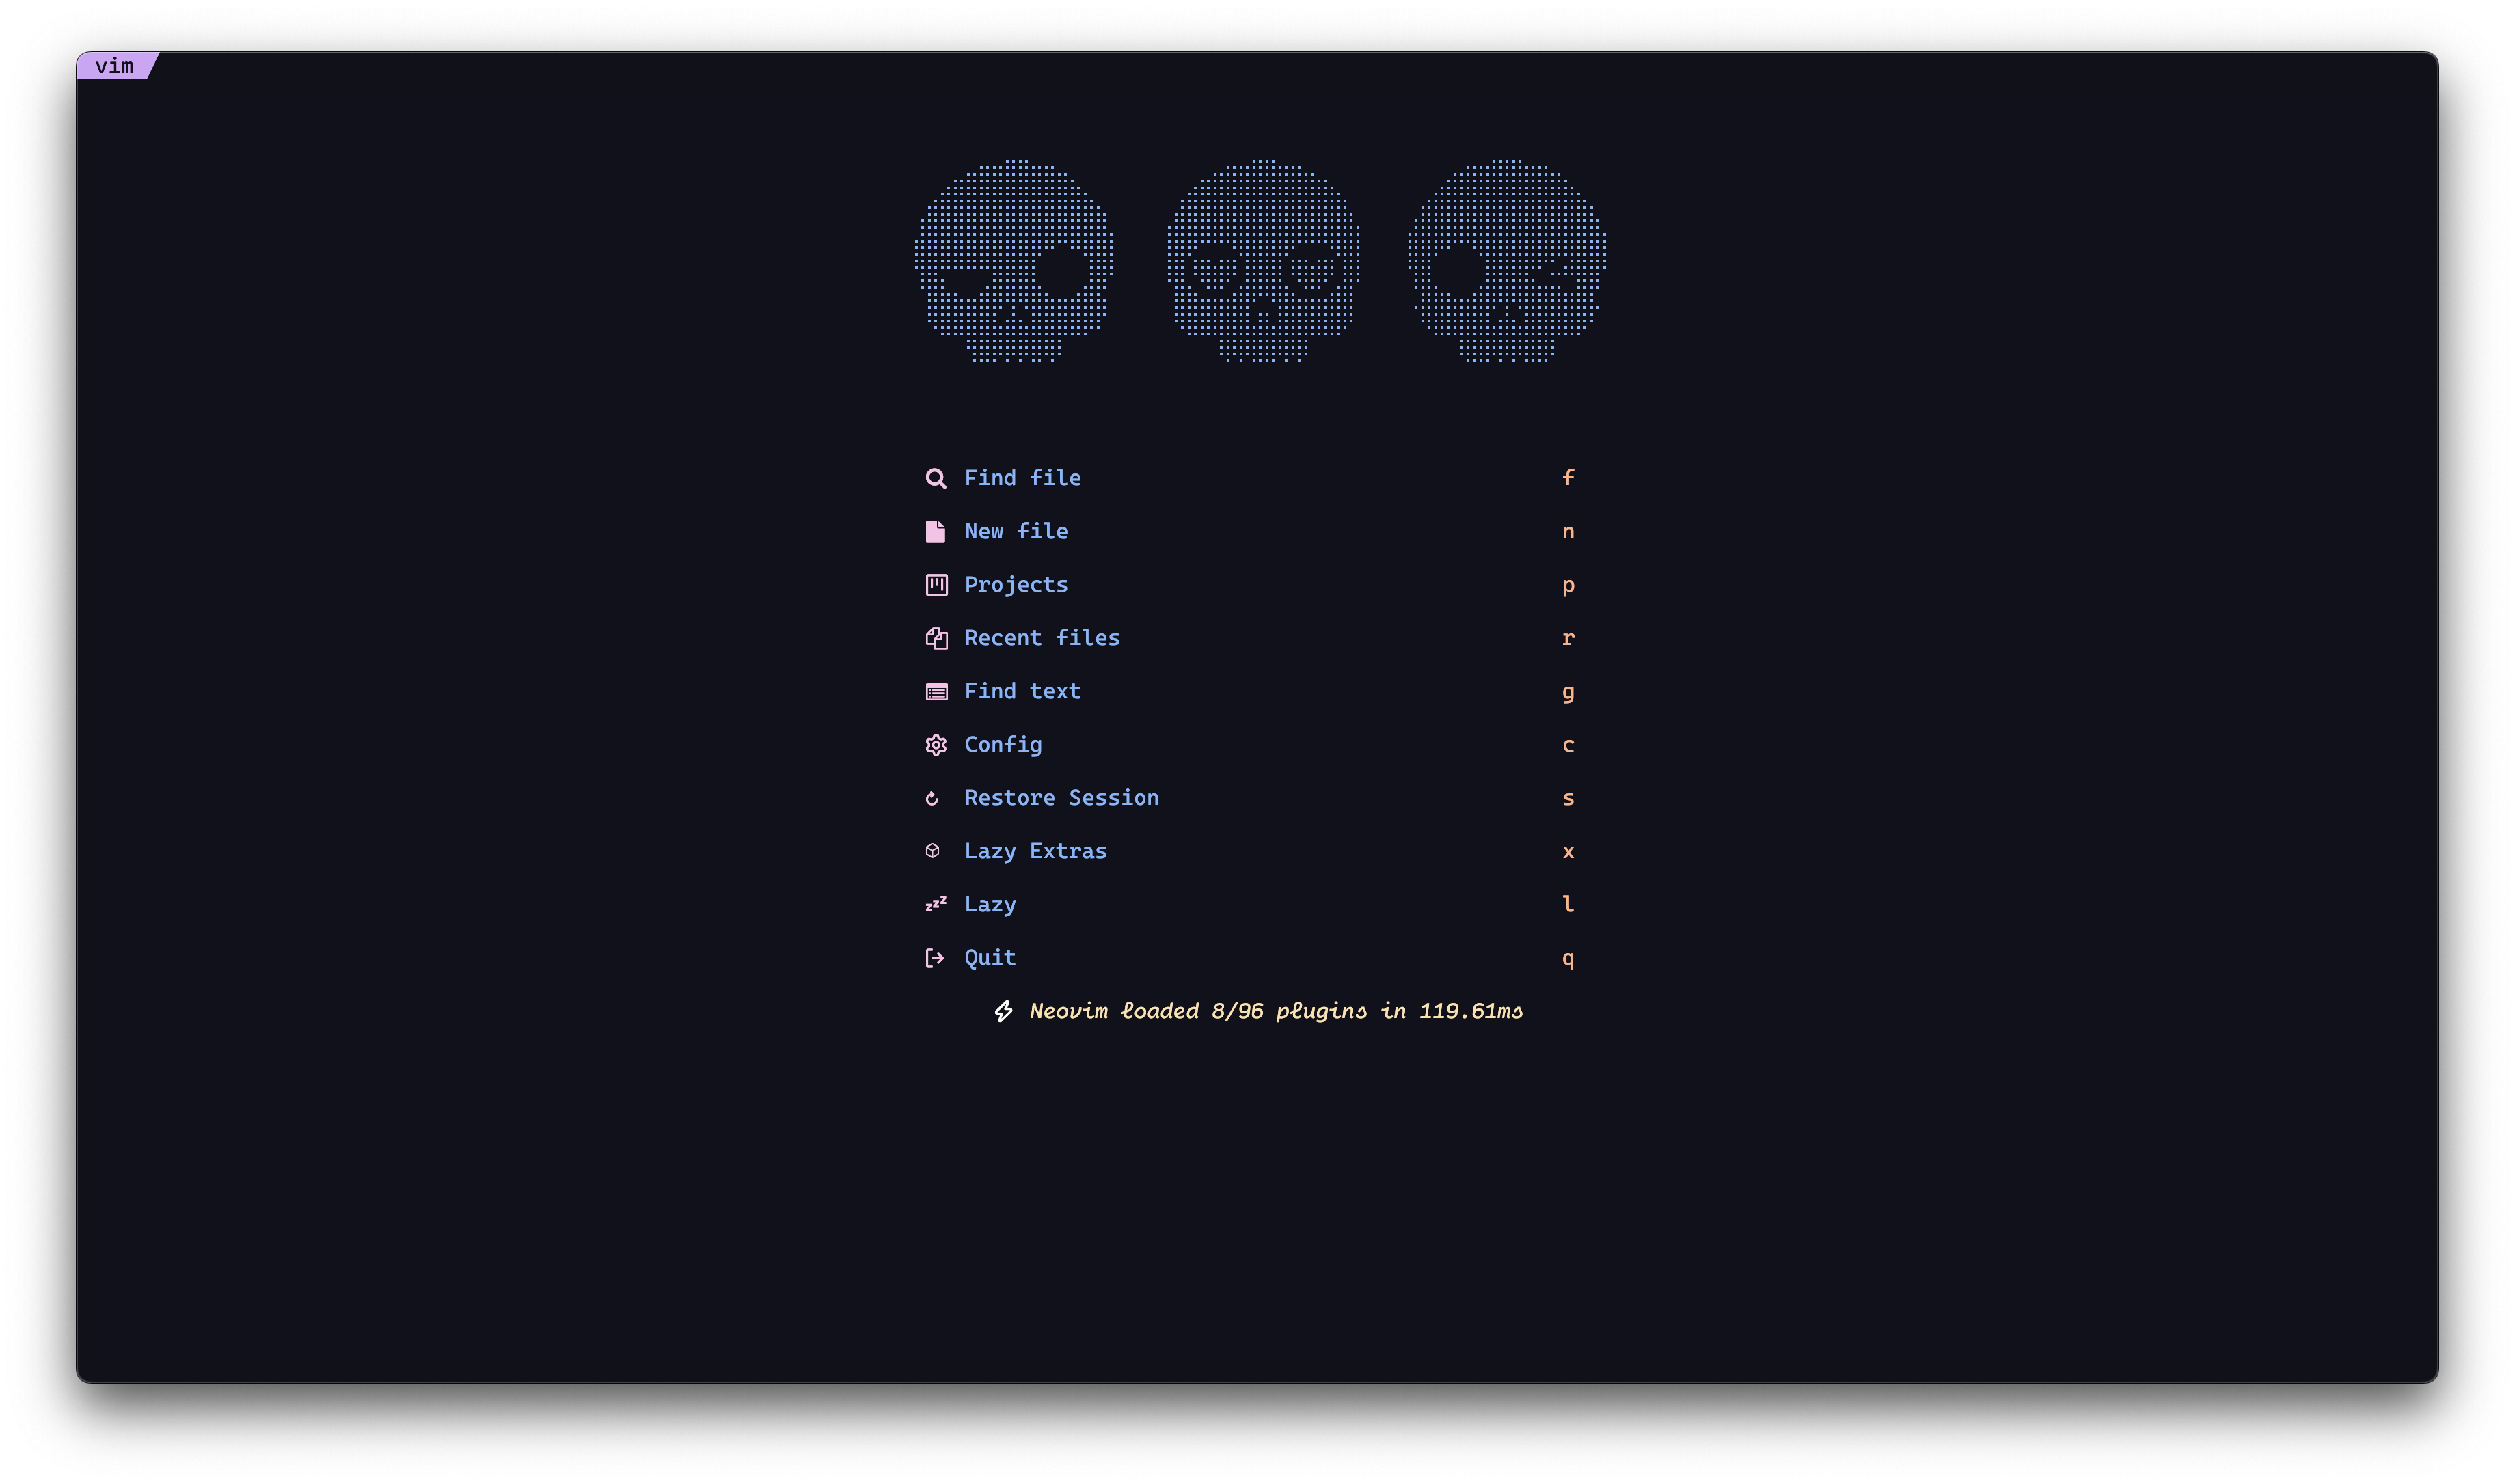 vim
Find file f
New file n
Projects p
Recent files r
Find text g
Config c
Restore Session s
Lazy Extras x
Lazy l
Quit q
Neovim loaded 8/96 plugins in 119.61ms